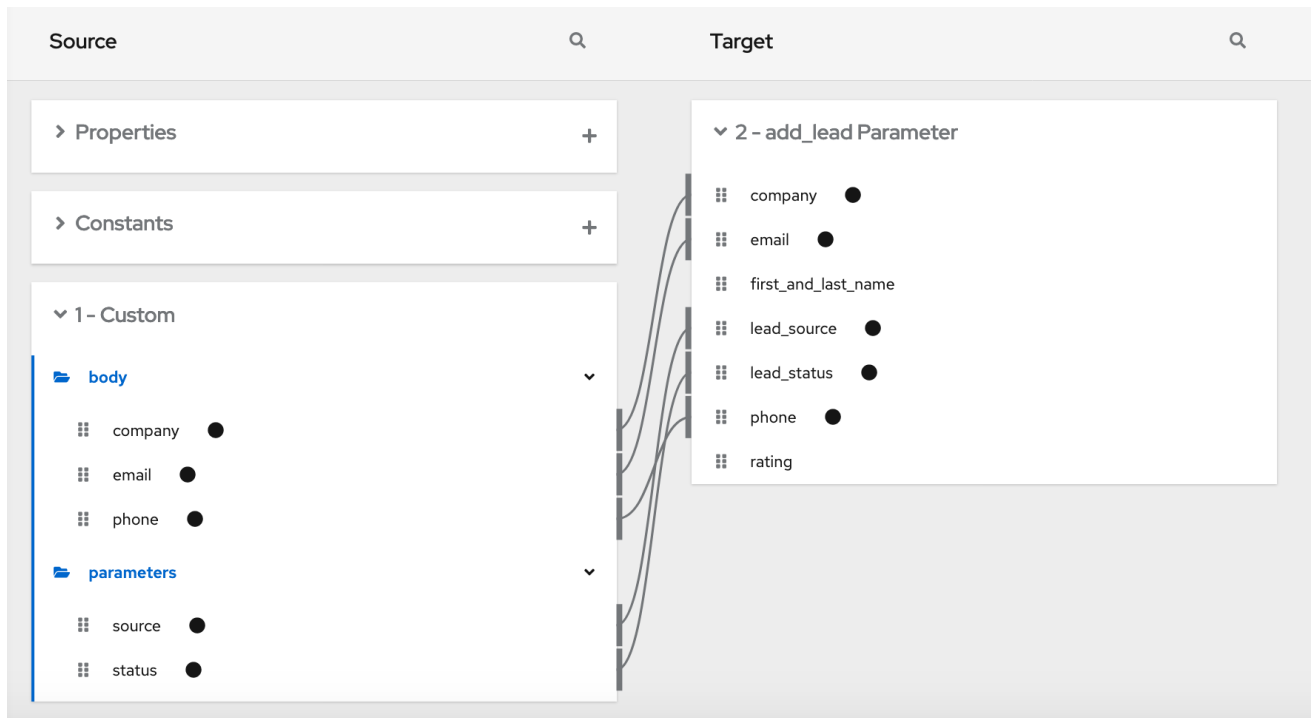 Source
Properties
Constants
1 - Custom
body
company
email
phone
parameters
source
status
Target
2 - add_lead Parameter
company
email
first_and_last_name
lead_source
lead_status
phone
rating